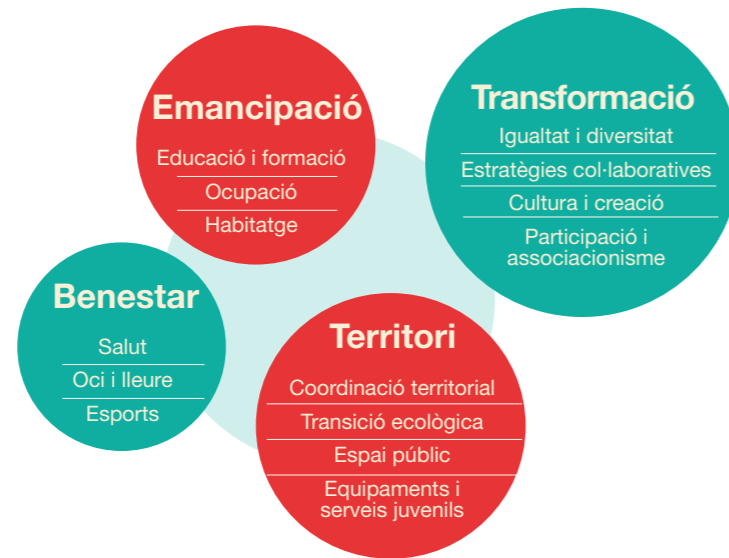 Emancipació
Educació i formació
Ocupació
Habitatge
Transformació
Igualtat i diversitat
Estratègies col·laboratives
Cultura i creació
Participació i
associacionisme
Benestar
Salut
Oci i lleure
Esports
Territori
Coordinació territorial
Transició ecològica
Espai públic
Equipaments i
serveis juvenils